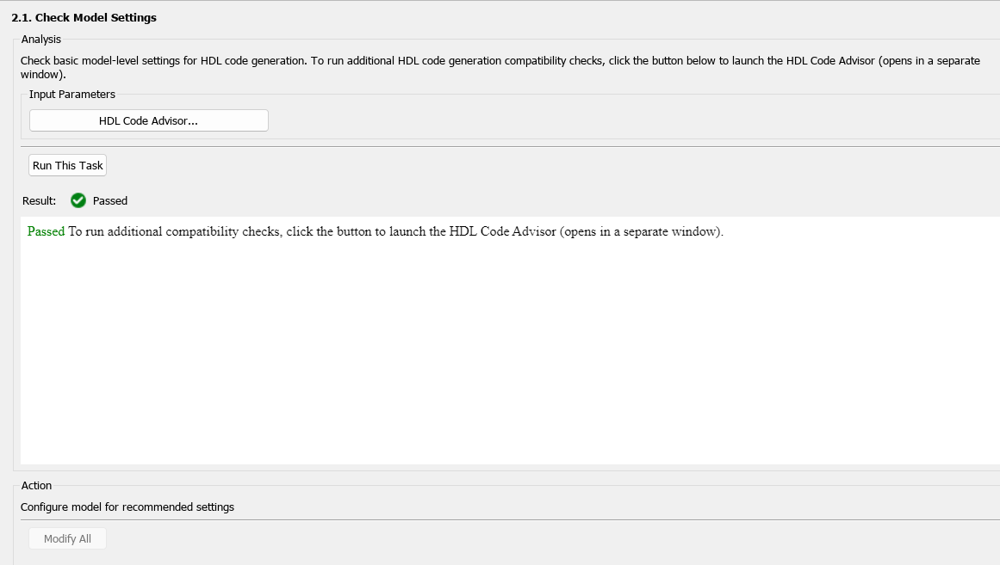 2.1. Check Model Settings
Analysis
Check basic model-level settings for HDL code generation. To run additional HDL code generation compatibility checks, click the button below to launch the HDL Code Advisor (opens in a separate
window).
Input Parameters
HDL Code Advisor...
Run This Task
Result: Passed
Passed To run additional compatibility checks, click the button to launch the HDL Code Advisor (opens in a separate window).
Action
Configure model for recommended settings
Modify All